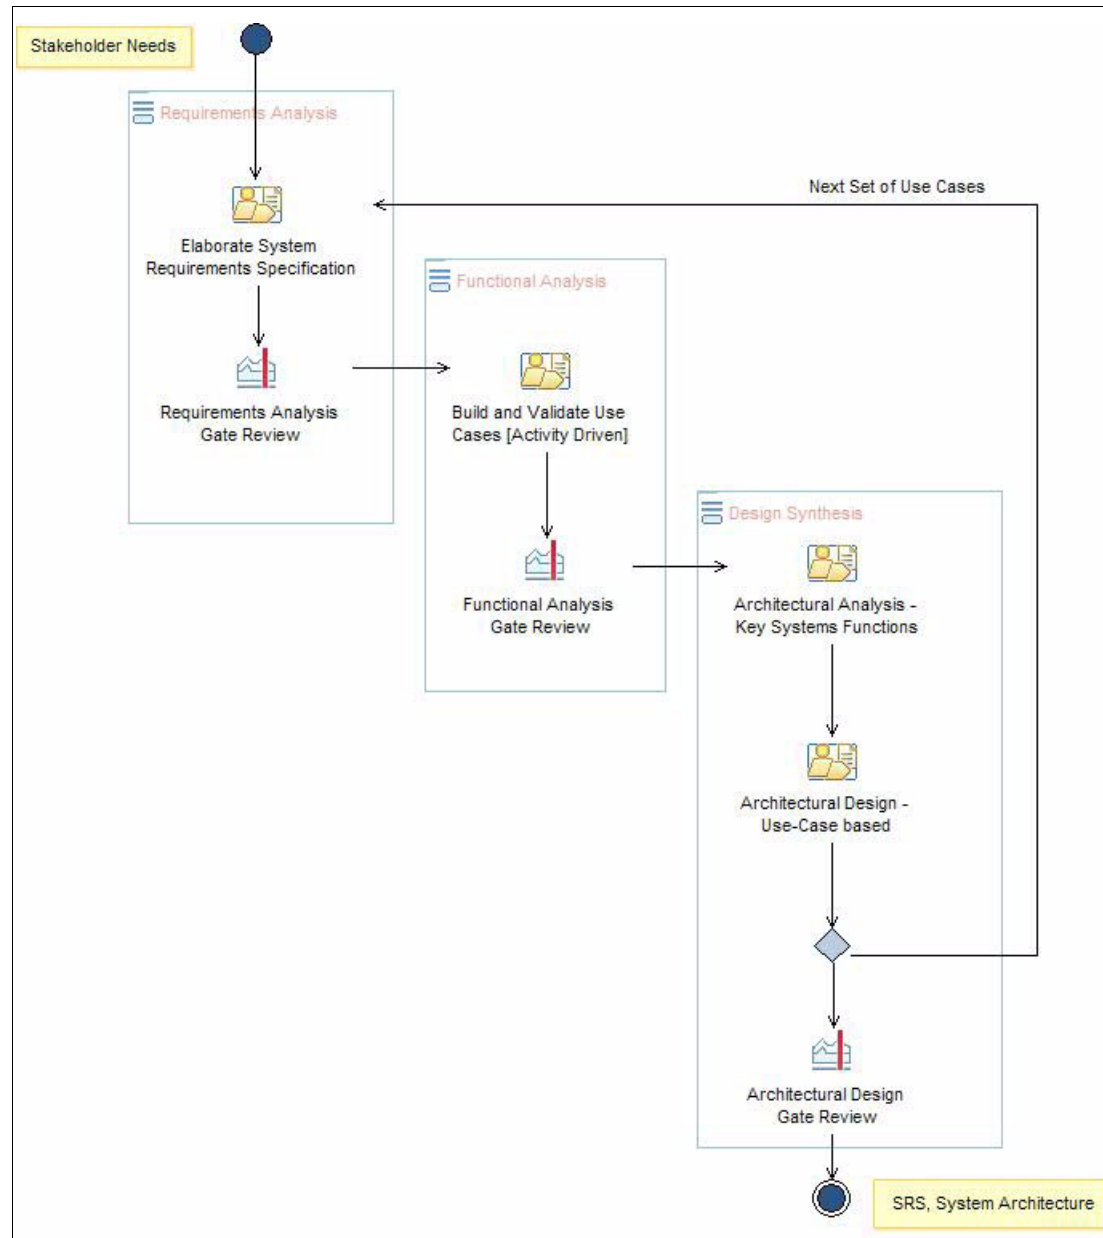 Stakeholder Needs
Requirements Analysis
Next Set of Use Cases
Elaborate System
Requirements Specification
Functional Analysis
Requirements Analysis
Gate Review
Build and Validate Use
Cases [Activity Driven]
Design Synthesis
Functional Analysis
Gate Review
Architectural Analysis -
Key Systems Functions
Architectural Design -
Use-Case based
Architectural Design
Gate Review
SRS, System Architecture